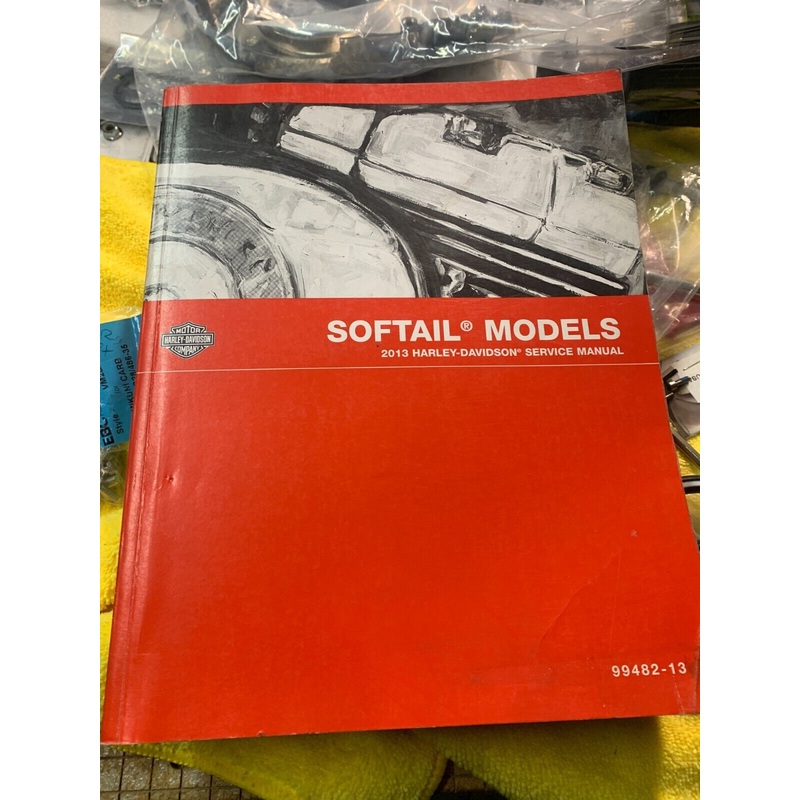 SOFTAIL® MODELS
2013 HARLEY-DAVIDSON® SERVICE MANUAL
MOTOR
HARLEY-DAVIDSON
COMPANY
99482-13